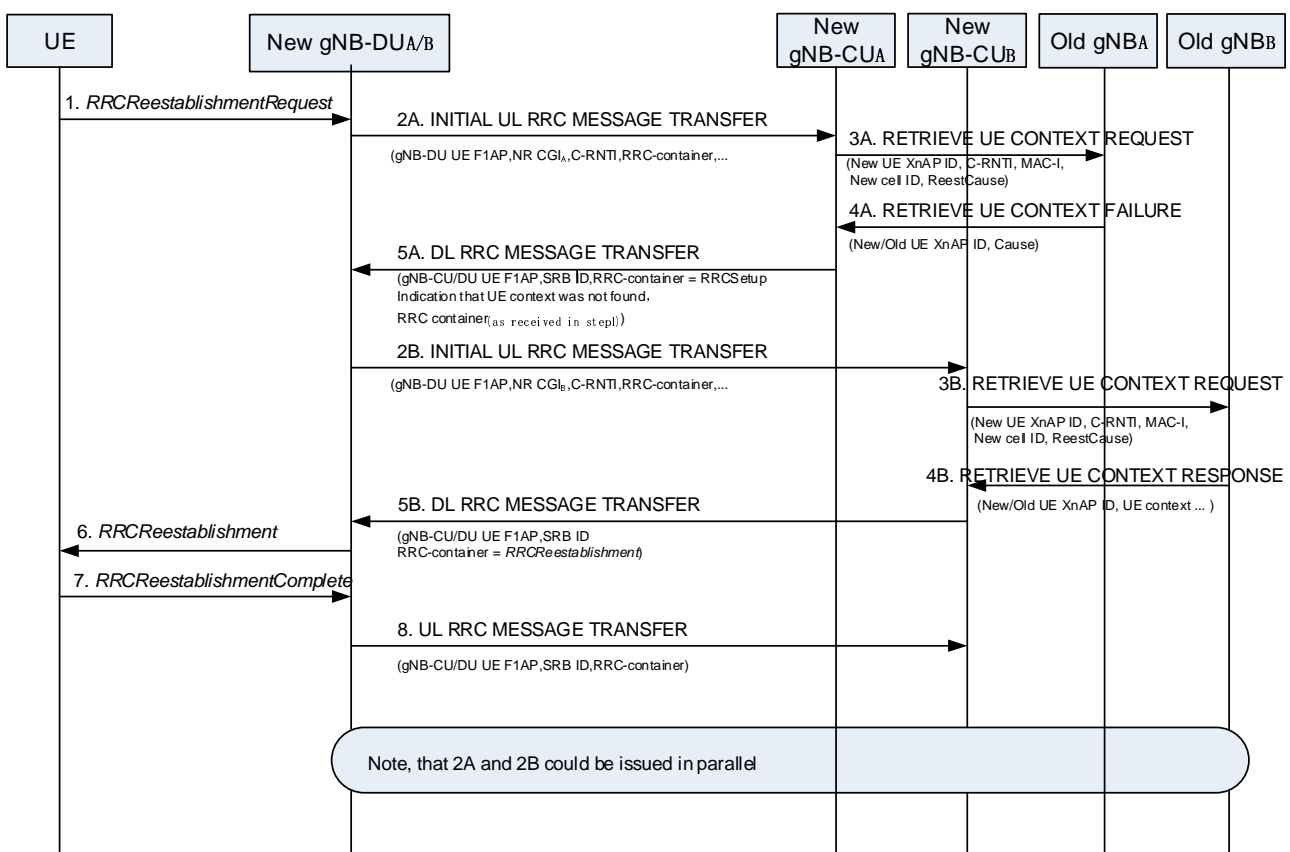 UE
New gNB-DUA/B
New
gNB-CUA
New
gNB-CUB
Old gNBA
Old gNBB
1. RRCReestablishmentRequest
2A. INITIAL UL RRC MESSAGE TRANSFER
(gNB-DU UE F1AP,NR CGIA,C-RNTI,RRC-container,...
3A. RETRIEVE UE CONTEXT REQUEST
(New UE XnAP ID, C-RNTI, MAC-I,
New cell ID, ReestCause)
4A. RETRIEVE UE CONTEXT FAILURE
(New/Old UE XnAP ID, Cause)
5A. DL RRC MESSAGE TRANSFER
(gNB-CU/DU UE F1AP,SRB ID,RRC-container = RRCSetup
Indication that UE context was not found，
RRC container(as received in step1))
2B. INITIAL UL RRC MESSAGE TRANSFER
(gNB-DU UE F1AP,NR CGIB,C-RNTI,RRC-container,...
3B. RETRIEVE UE CONTEXT REQUEST
(New UE XnAP ID, C-RNTI, MAC-I,
New cell ID, ReestCause)
4B. RETRIEVE UE CONTEXT RESPONSE
(New/Old UE XnAP ID, UE context ... )
5B. DL RRC MESSAGE TRANSFER
(gNB-CU/DU UE F1AP,SRB ID
RRC-container = RRCReestablishment)
6. RRCReestablishment
7. RRCReestablishmentComplete
8. UL RRC MESSAGE TRANSFER
(gNB-CU/DU UE F1AP,SRB ID,RRC-container)
Note, that 2A and 2B could be issued in parallel